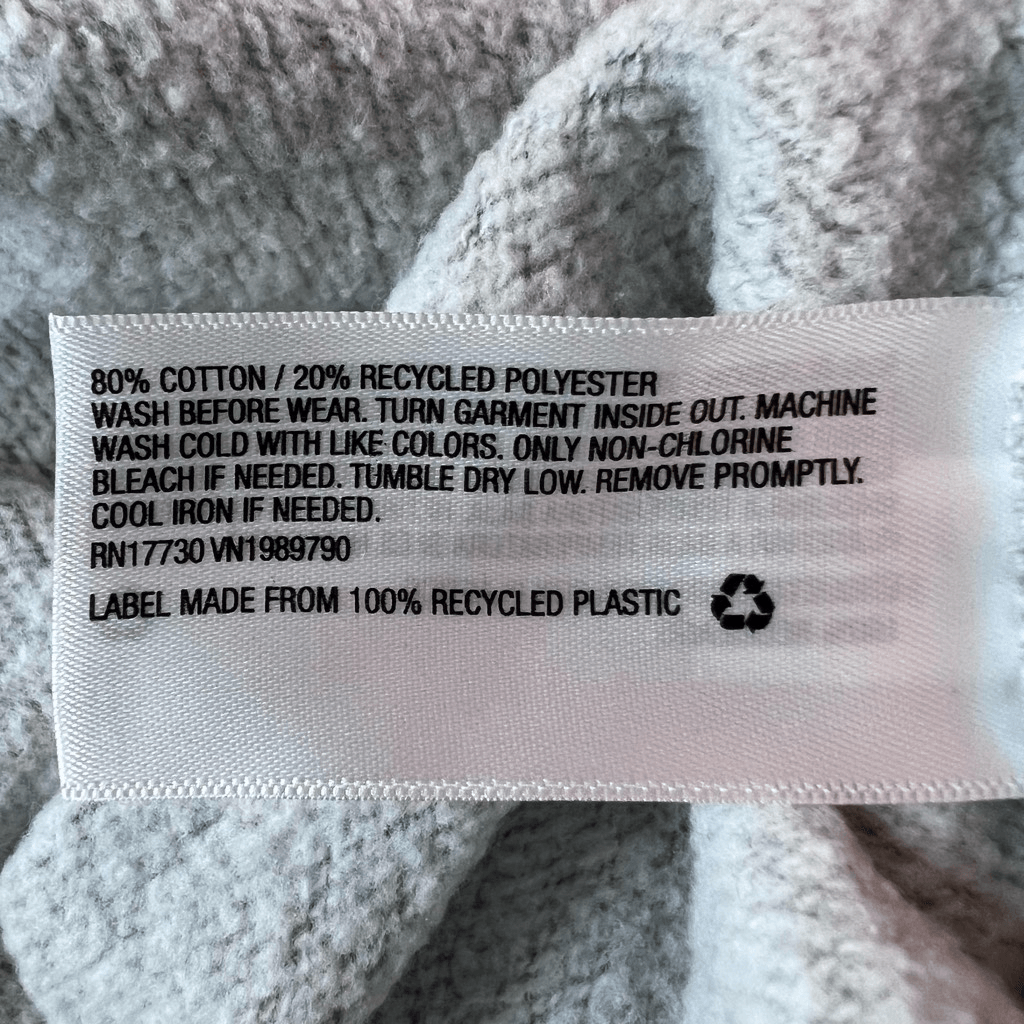 80% COTTON / 20% RECYCLED POLYESTER
WASH BEFORE WEAR. TURN GARMENT INSIDE OUT. MACHINE
WASH COLD WITH LIKE COLORS. ONLY NON-CHLORINE
BLEACH IF NEEDED. TUMBLE DRY LOW. REMOVE PROMPTLY.
COOL IRON IF NEEDED.
RN17730 VN1989790
LABEL MADE FROM 100% RECYCLED PLASTIC